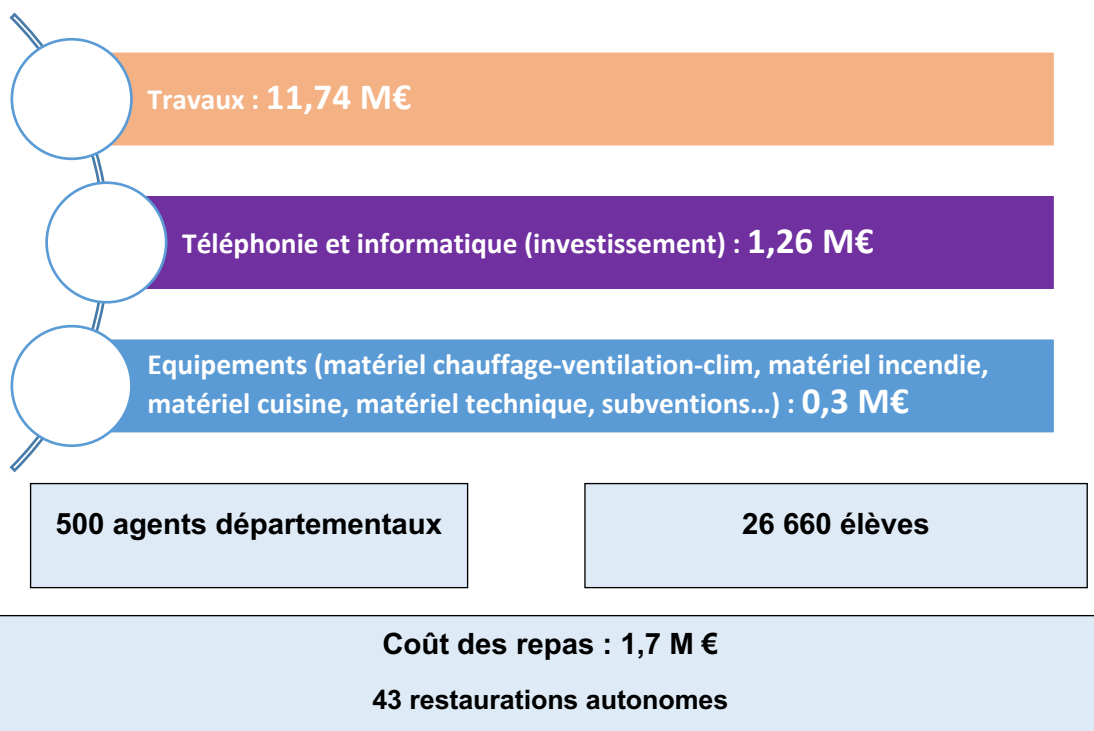 Travaux : 11,74 M€
Téléphonie et informatique (investissement) : 1,26 M€
Equipements (matériel chauffage-ventilation-clim, matériel incendie,
matériel cuisine, matériel technique, subventions…) : 0,3 M€
500 agents départementaux
26 660 élèves
Coût des repas : 1,7 M €
43 restaurations autonomes